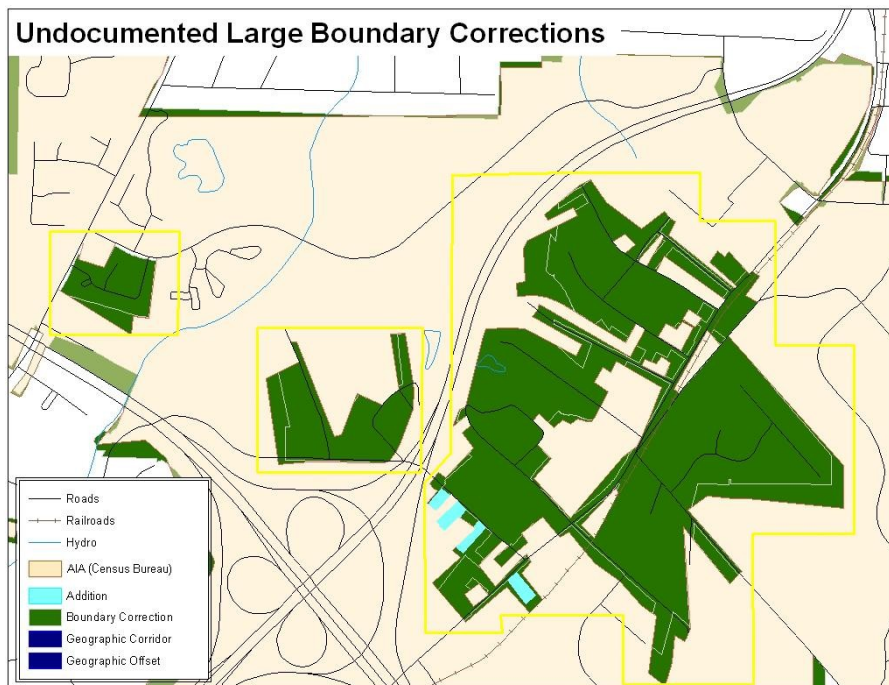 Undocumented Large Boundary Corrections
Roads
Railroads
Hydro
AIA (Census Bureau)
Addition
Boundary Correction
Geographic Corridor
Geographic Offset